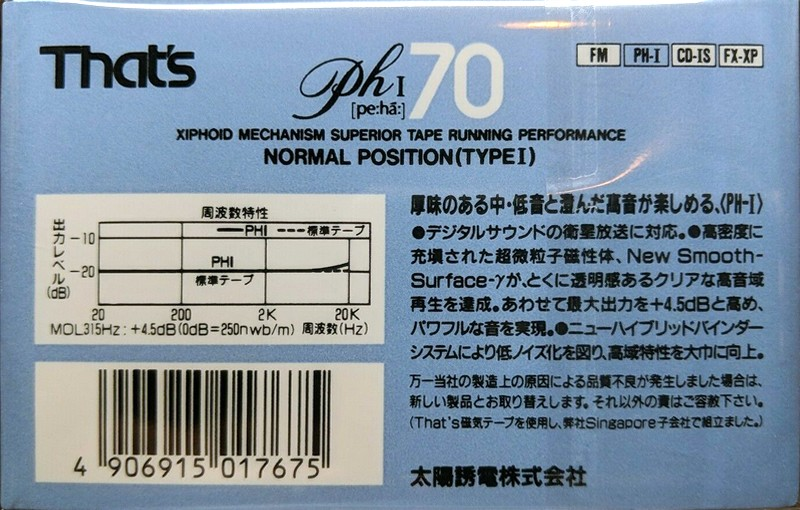 That's
PhI 70
[pe:hā:]
FM PH-I CD-IS FX-XP
XIPHOID MECHANISM SUPERIOR TAPE RUNNING PERFORMANCE
NORMAL POSITION(TYPE I)
周波数特性
PHI 標準テープ
出力レベル(dB)
-10
PHI
-20
標準テープ
20 200 2K 20K
MOL315Hz:+4.5dB(0dB=250nwb/m) 周波数(Hz)
4 906915 017675
厚味のある中・低音と澄んだ高音が楽しめる、〈PH-I〉
●デジタルサウンドの衛星放送に対応。●高密度に
充填された超微粒子磁性体、New Smooth-
Surface-γが、とくに透明感あるクリアな高音域
再生を達成。あわせて最大出力を+4.5dBと高め、
パワフルな音を実現。●ニューハイブリッドバインダー
システムにより低ノイズ化を図り、高域特性を大巾に向上。
万一当社の製造上の原因による品質不良が発生しました場合は、
新しい製品とお取り替えします。それ以外の責はご容赦下さい。
(That's磁気テープを使用し、弊社Singapore子会社で組立ました。)
太陽誘電株式会社